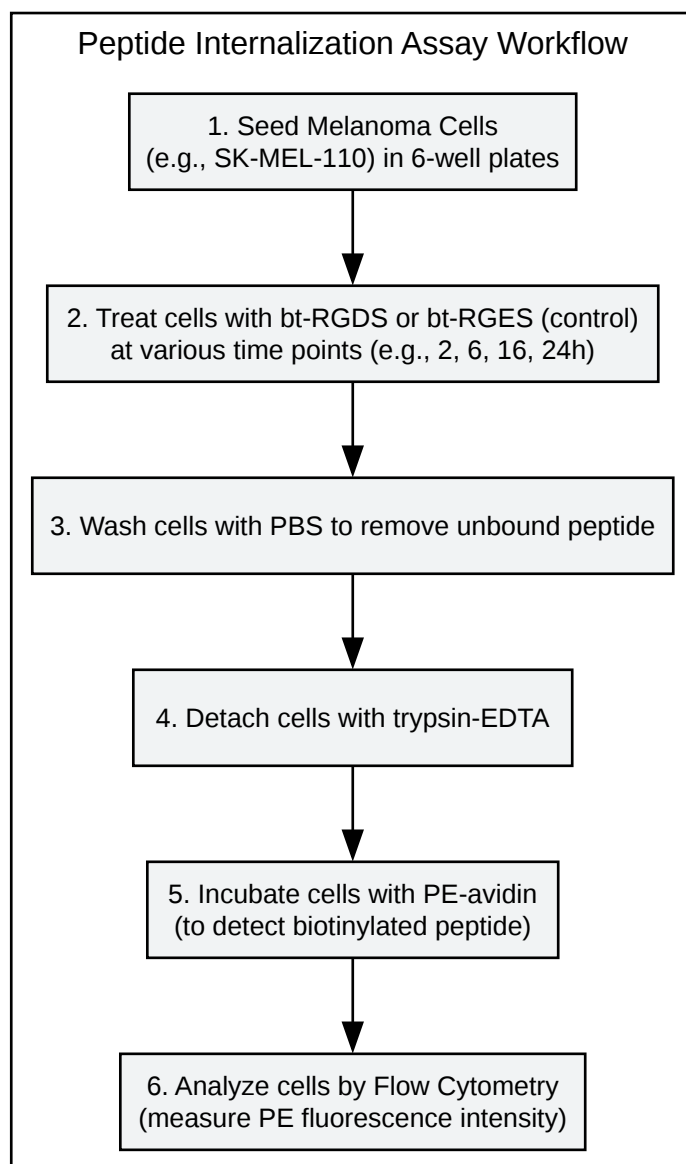 Peptide Internalization Assay Workflow
1. Seed Melanoma Cells
(e.g., SK-MEL-110) in 6-well plates
2. Treat cells with bt-RGDS or bt-RGES (control)
at various time points (e.g., 2, 6, 16, 24h)
3. Wash cells with PBS to remove unbound peptide
4. Detach cells with trypsin-EDTA
5. Incubate cells with PE-avidin
(to detect biotinylated peptide)
6. Analyze cells by Flow Cytometry
(measure PE fluorescence intensity)